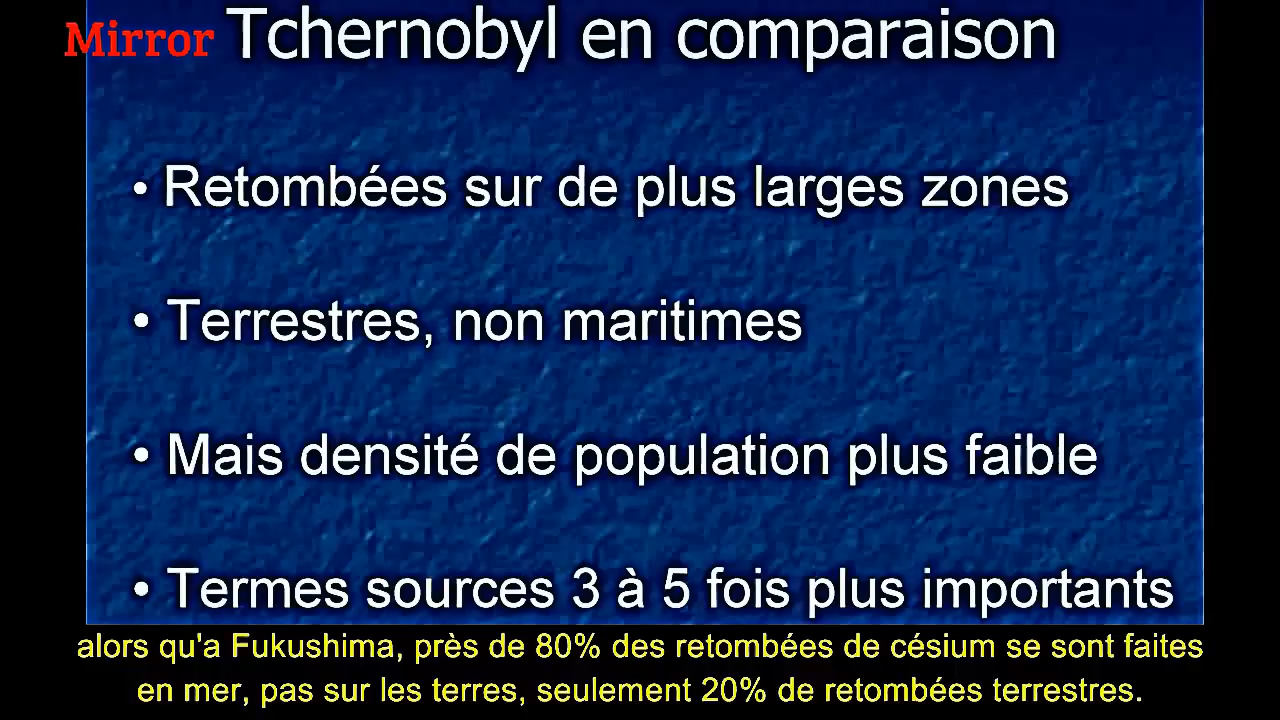 Mirror Tchernobyl en comparaison
• Retombées sur de plus larges zones
• Terrestres, non maritimes
• Mais densité de population plus faible
• Termes sources 3 à 5 fois plus importants
alors qu'a Fukushima, près de 80% des retombées de césium se sont faites
en mer, pas sur les terres, seulement 20% de retombées terrestres.